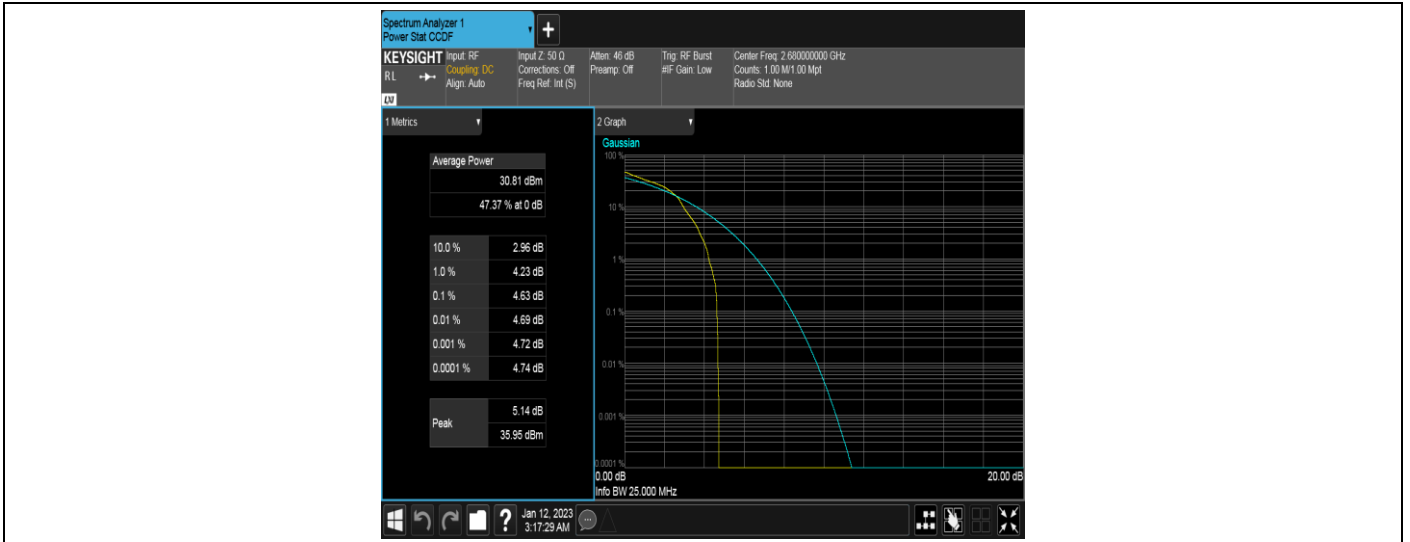 Spectrum Analyzer 1
Power Stat CCDF
+
KEYSIGHT
RL
LXI
Input: RF
Coupling: DC
Align: Auto
Input Z: 50 Ω
Corrections: Off
Freq Ref: Int (S)
Atten: 46 dB
Preamp: Off
Trig: RF Burst
#IF Gain: Low
Center Freq: 2.680000000 GHz
Counts: 1.00 M/1.00 Mpt
Radio Std: None
1 Metrics
Average Power
30.81 dBm
47.37 % at 0 dB
10.0 % 2.96 dB
1.0 % 4.23 dB
0.1 % 4.63 dB
0.01 % 4.69 dB
0.001 % 4.72 dB
0.0001 % 4.74 dB
Peak
5.14 dB
35.95 dBm
2 Graph
Gaussian
100 %
10 %
1 %
0.1 %
0.01 %
0.001 %
0.0001 %
0.00 dB 20.00 dB
Info BW 25.000 MHz
?
Jan 12, 2023
3:17:29 AM